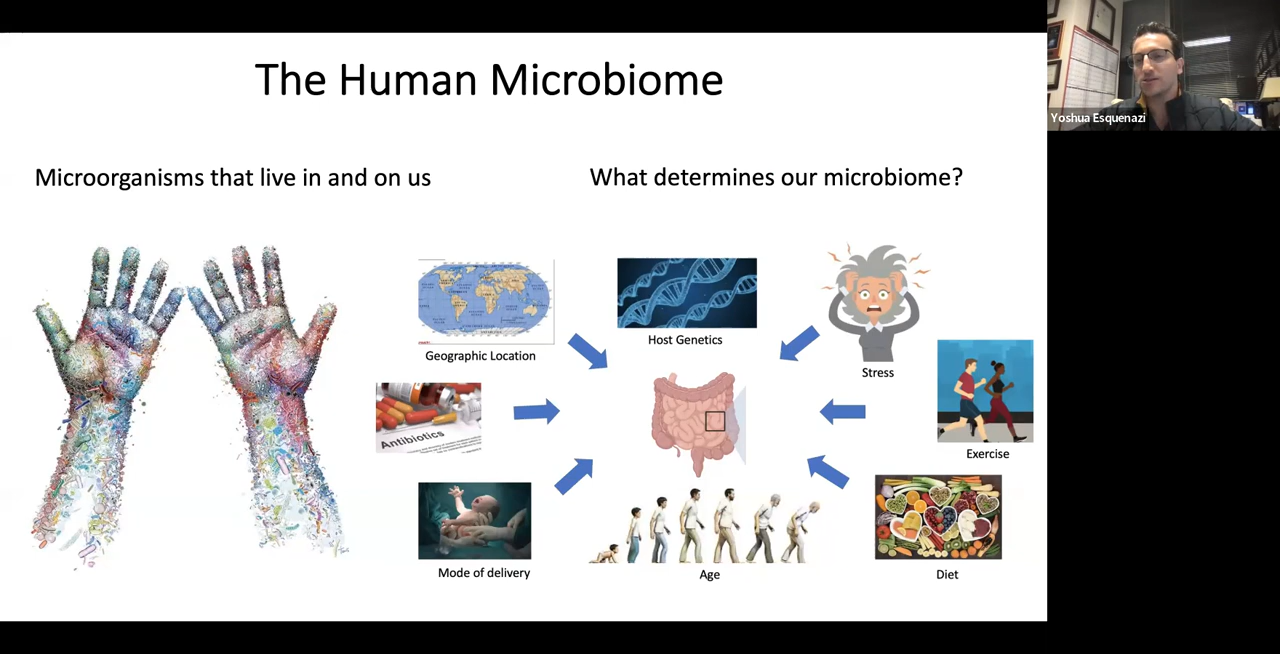 The Human Microbiome
Yoshua Esquenazi
Microorganisms that live in and on us
What determines our microbiome?
Geographic Location
Host Genetics
Stress
Antibiotics
Exercise
Mode of delivery
Age
Diet